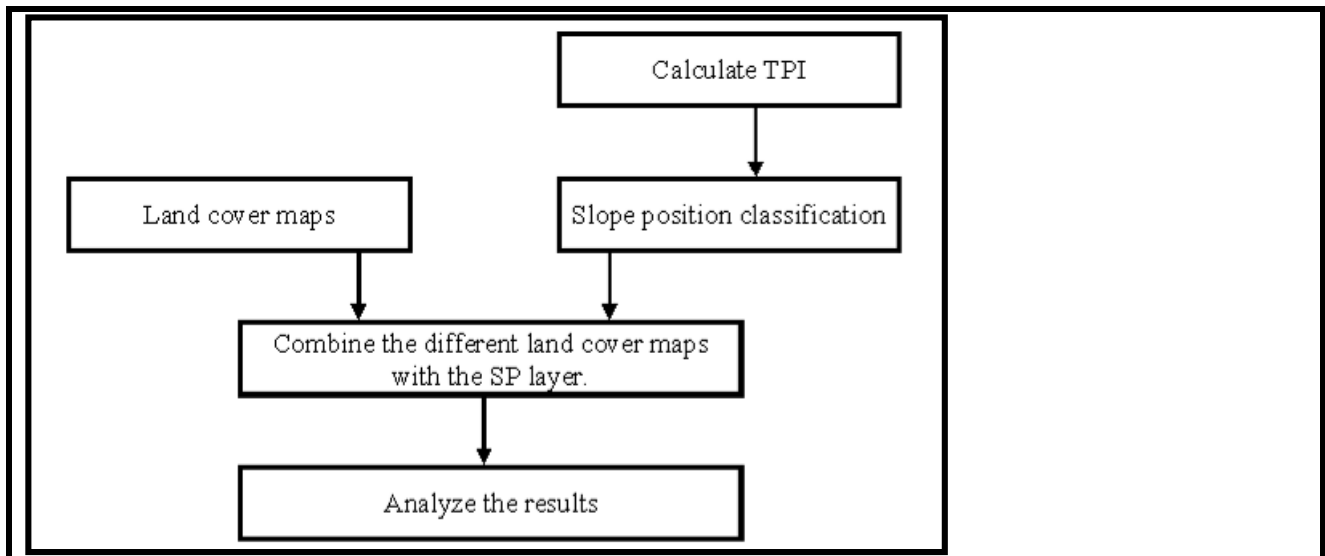 Calculate TPI
Land cover maps
Slope position classification
Combine the different land cover maps
with the SP layer.
Analyze the results